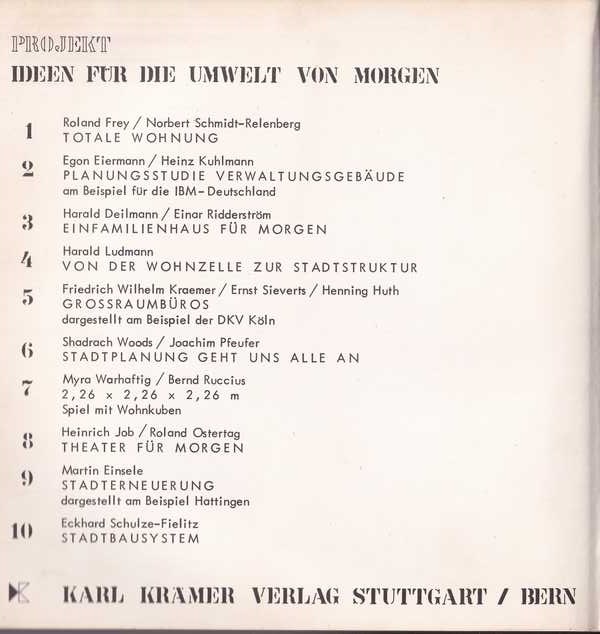 PROJEKT
IDEEN FÜR DIE UMWELT VON MORGEN
1 Roland Frey / Norbert Schmidt-Relenberg
TOTALE WOHNUNG
2 Egon Eiermann / Heinz Kuhlmann
PLANUNGSSTUDIE VERWALTUNGSGEBÄUDE
am Beispiel für die IBM-Deutschland
3 Harald Deilmann / Einar Ridderström
EINFAMILIENHAUS FÜR MORGEN
4 Harald Ludmann
VON DER WOHNZELLE ZUR STADTSTRUKTUR
5 Friedrich Wilhelm Kraemer / Ernst Sieverts / Henning Huth
GROSSRAUMBÜROS
dargestellt am Beispiel der DKV Köln
6 Shadrach Woods / Joachim Pfeufer
STADTPLANUNG GEHT UNS ALLE AN
7 Myra Warhaftig / Bernd Ruccius
2,26 x 2,26 x 2,26 m
Spiel mit Wohnkuben
8 Heinrich Job / Roland Ostertag
THEATER FÜR MORGEN
9 Martin Einsele
STADTERNEUERUNG
dargestellt am Beispiel Hattingen
10 Eckhard Schulze-Fielitz
STADTBAUSYSTEM
KARL KRÄMER VERLAG STUTTGART / BERN